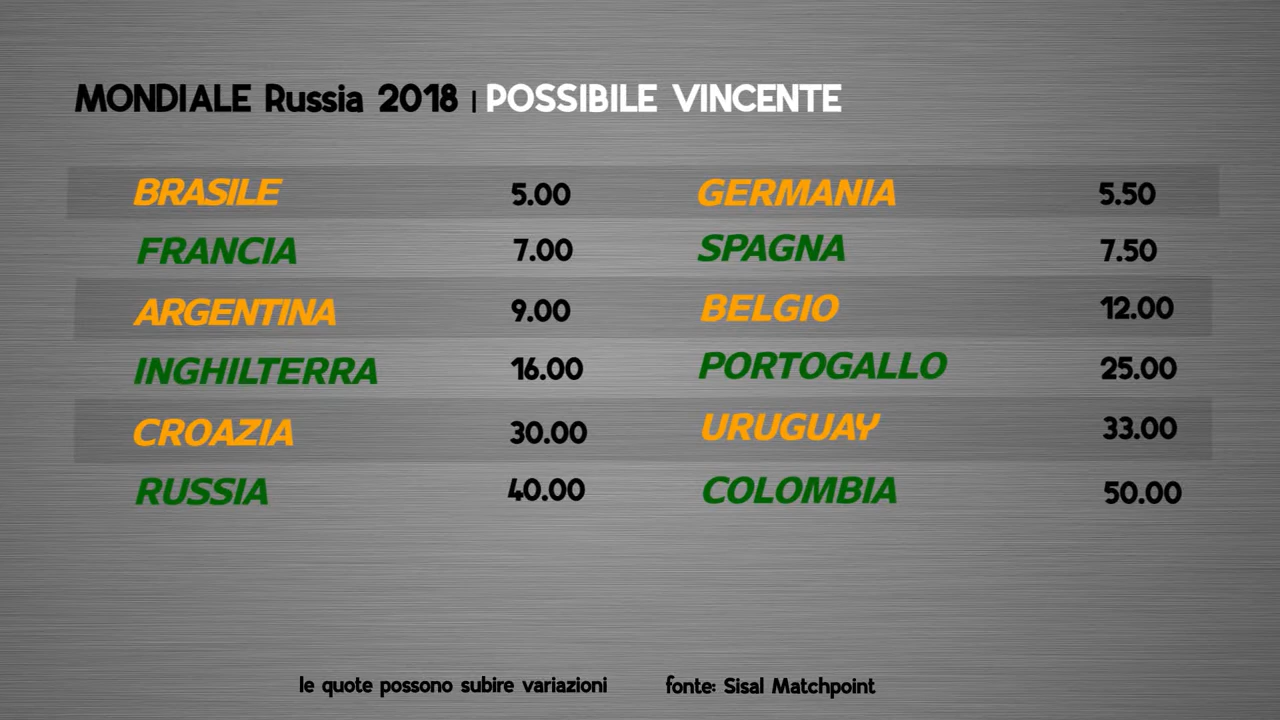 MONDIALE Russia 2018 | POSSIBILE VINCENTE
BRASILE 5.00 GERMANIA 5.50
FRANCIA 7.00 SPAGNA 7.50
ARGENTINA 9.00 BELGIO 12.00
INGHILTERRA 16.00 PORTOGALLO 25.00
CROAZIA 30.00 URUGUAY 33.00
RUSSIA 40.00 COLOMBIA 50.00
le quote possono subire variazioni fonte: Sisal Matchpoint